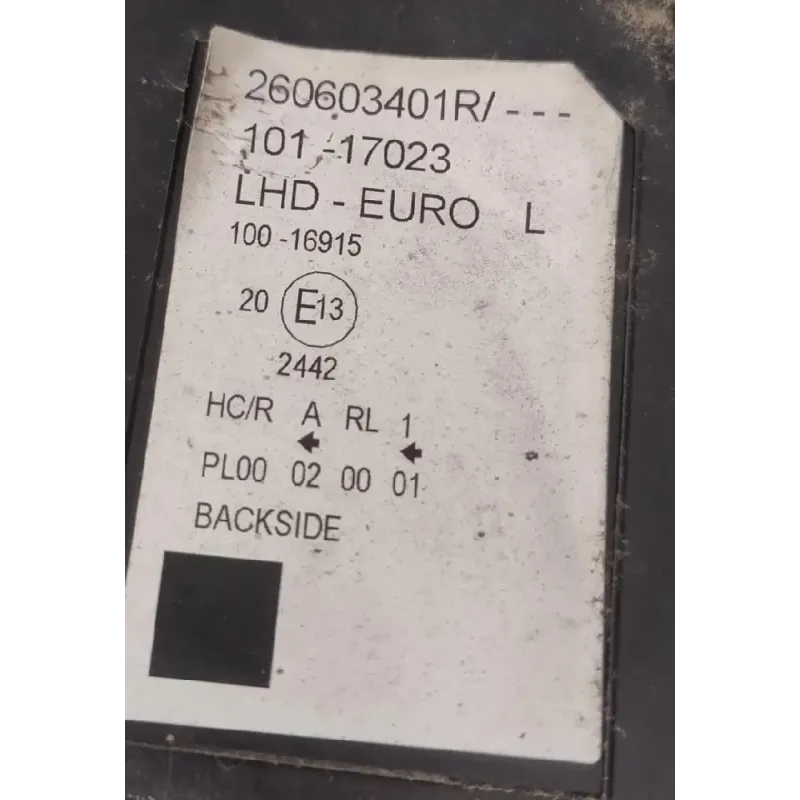 260603401R/ - - -
101 -17023
LHD - EURO L
100 -16915
20 E13
2442
HC/R A RL 1
PL00 02 00 01
BACKSIDE